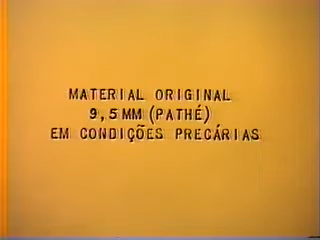 MATERIAL ORIGINAL
9,5 MM (PATHÉ)
EM CONDIÇÕES PRECÁRIAS